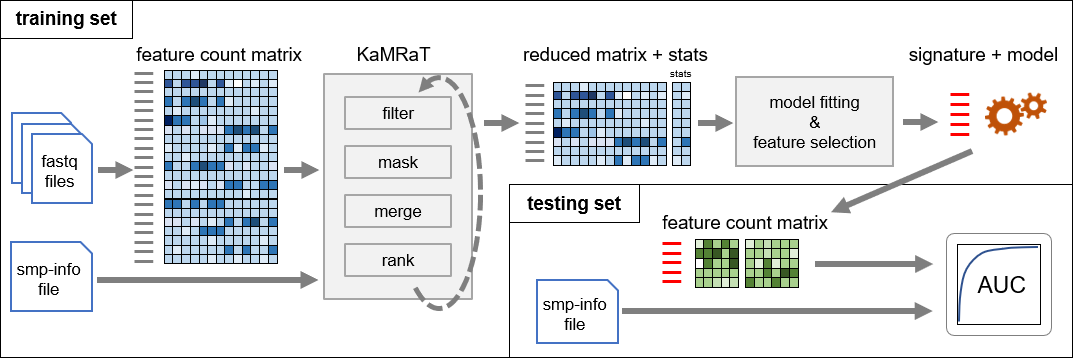 training set
feature count matrix
KaMRaT
reduced matrix + stats
signature + model
stats
fastq
files
filter
mask
merge
rank
model fitting
&
feature selection
smp-info
file
testing set
feature count matrix
smp-info
file
AUC